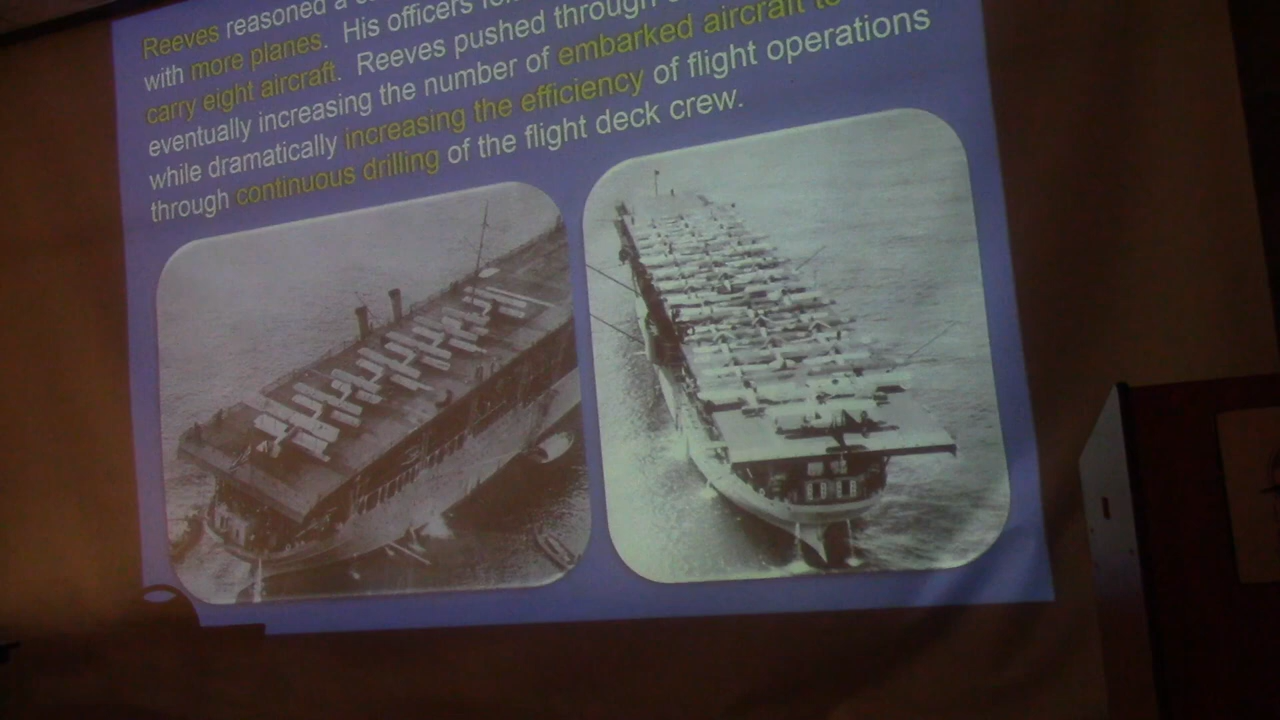 Reeves reasoned a
with more planes. His officers
carry eight aircraft. Reeves pushed through
eventually increasing the number of embarked aircraft to
while dramatically increasing the efficiency of flight operations
through continuous drilling of the flight deck crew.